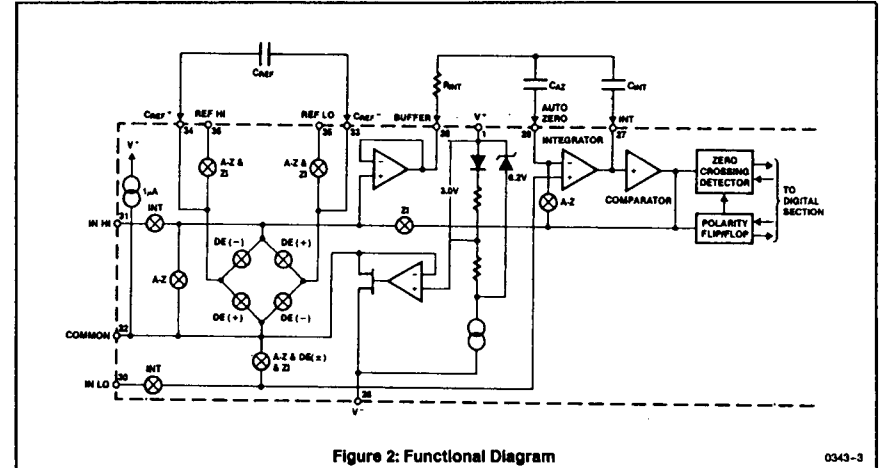 CREF
RINT
CAZ
CINT
CREF+
REF HI
REF LO
CREF-
BUFFER
V+
AUTO
ZERO
INT
34
36
35
33
28
1
29
27
V+
1μA
A-Z &
ZI
A-Z &
ZI
INTEGRATOR
6.2V
3.0V
COMPARATOR
ZERO
CROSSING
DETECTOR
TO
DIGITAL
SECTION
POLARITY
FLIP/FLOP
INT
IN HI
31
ZI
A-Z
DE(-)
DE(+)
A-Z
DE(+)
DE(-)
COMMON
32
A-Z & DE(±)
& ZI
INT
IN LO
30
V-
26
Figure 2: Functional Diagram
0343-3